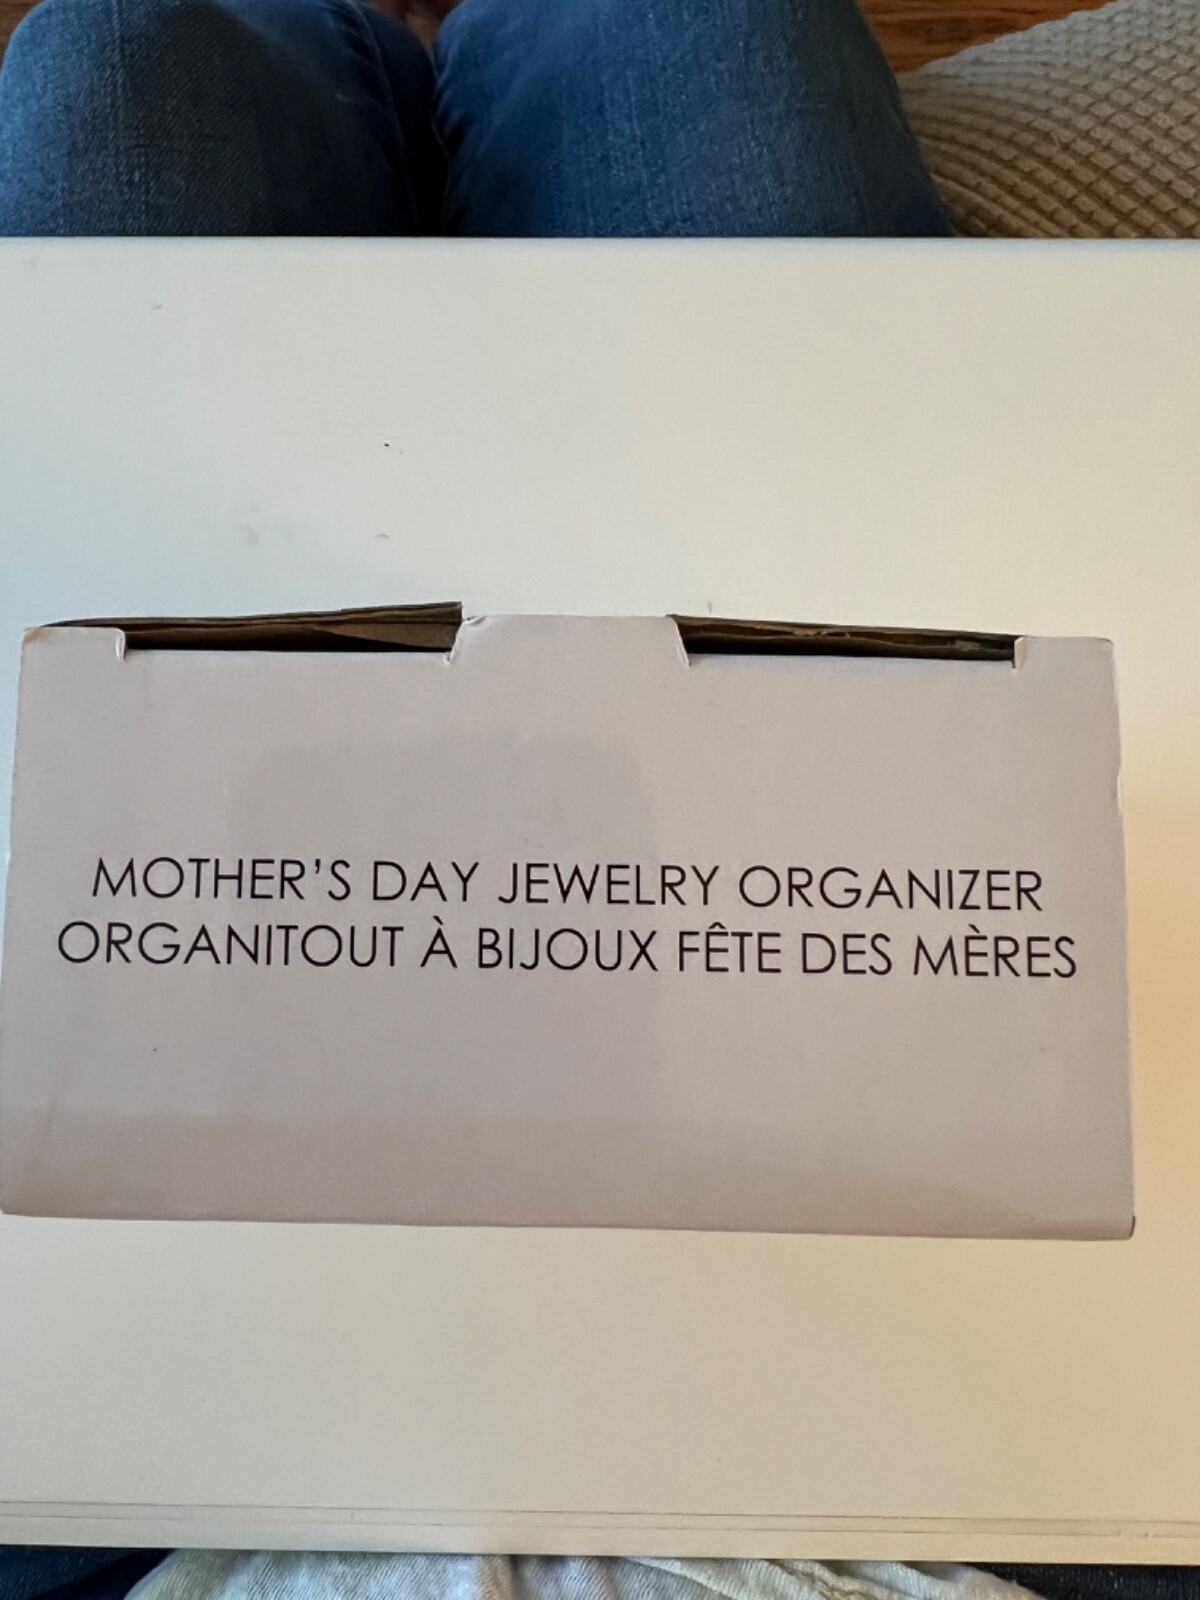 MOTHER’S DAY JEWELRY ORGANIZER
ORGANITOUT À BIJOUX FÊTE DES MÈRES